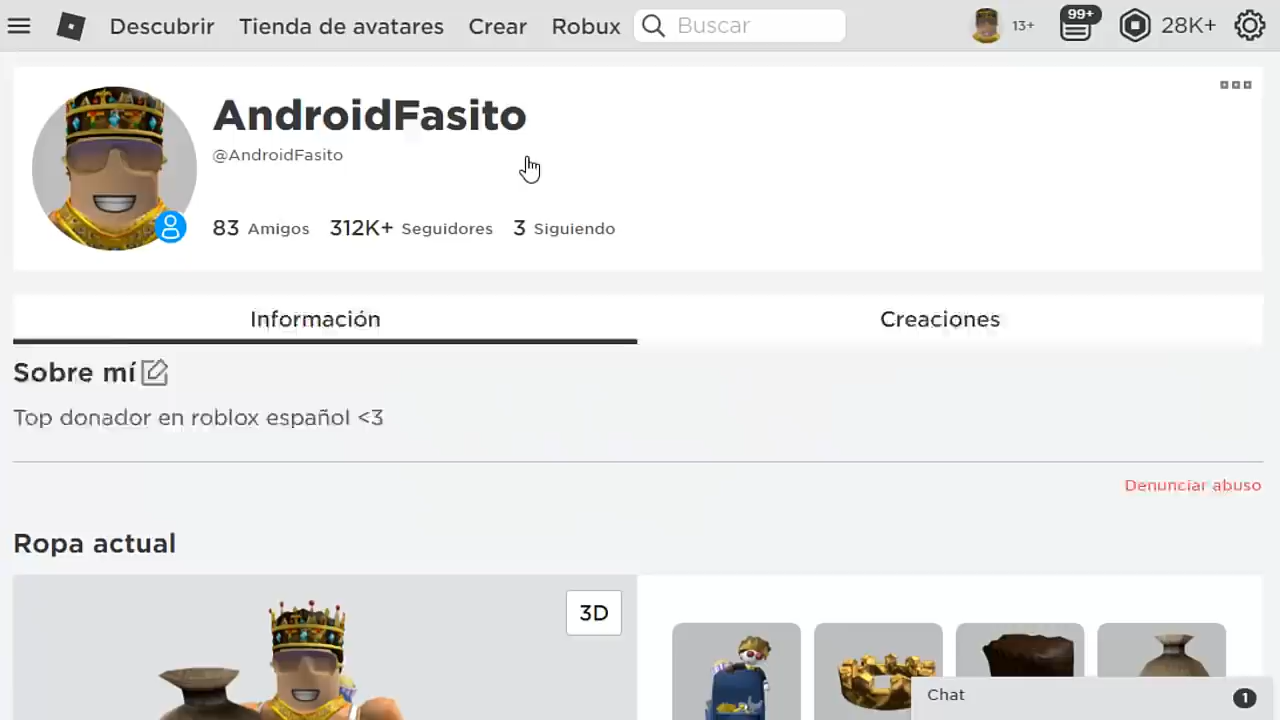 Descubrir Tienda de avatares Crear Robux Buscar 13+ 99+ 28K+
AndroidFasito
@AndroidFasito
83 Amigos 312K+ Seguidores 3 Siguiendo
Información Creaciones
Sobre mí
Top donador en roblox español <3
Denunciar abuso
Ropa actual
3D
Chat 1